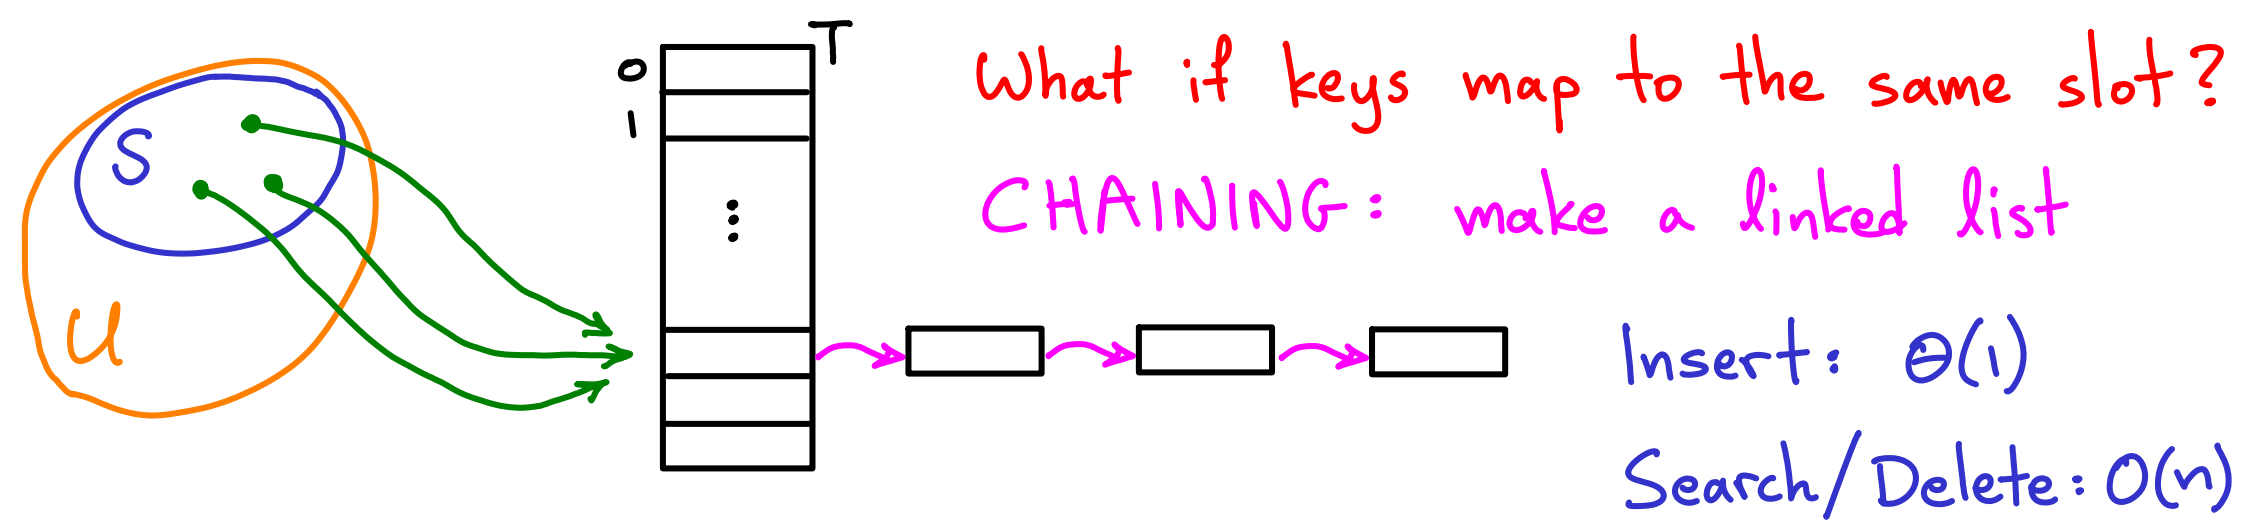 T
0
1
S
U
What if keys map to the same slot?
CHAINING: make a linked list
Insert: Θ(1)
Search/Delete: O(n)